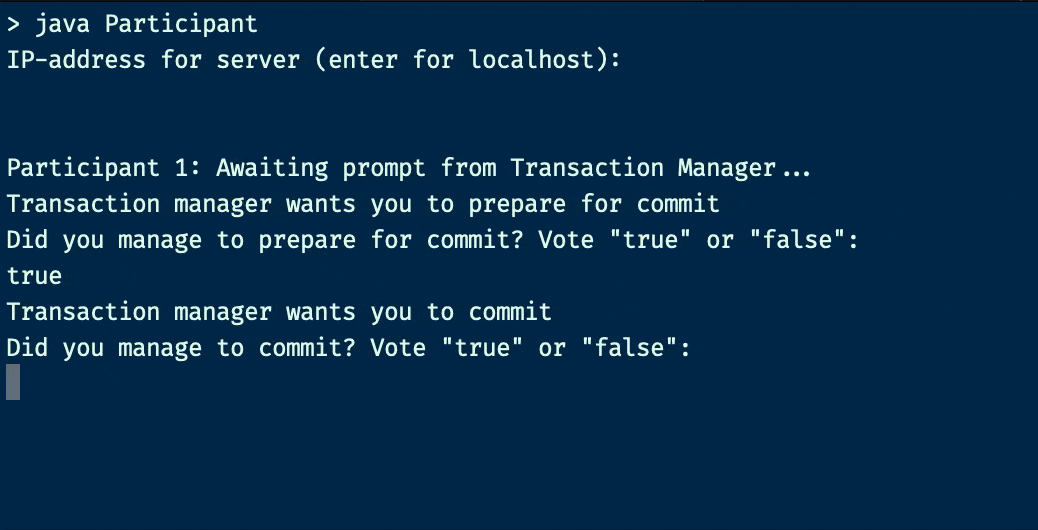 > java Participant
IP-address for server (enter for localhost):
Participant 1: Awaiting prompt from Transaction Manager...
Transaction manager wants you to prepare for commit
Did you manage to prepare for commit? Vote "true" or "false":
true
Transaction manager wants you to commit
Did you manage to commit? Vote "true" or "false":